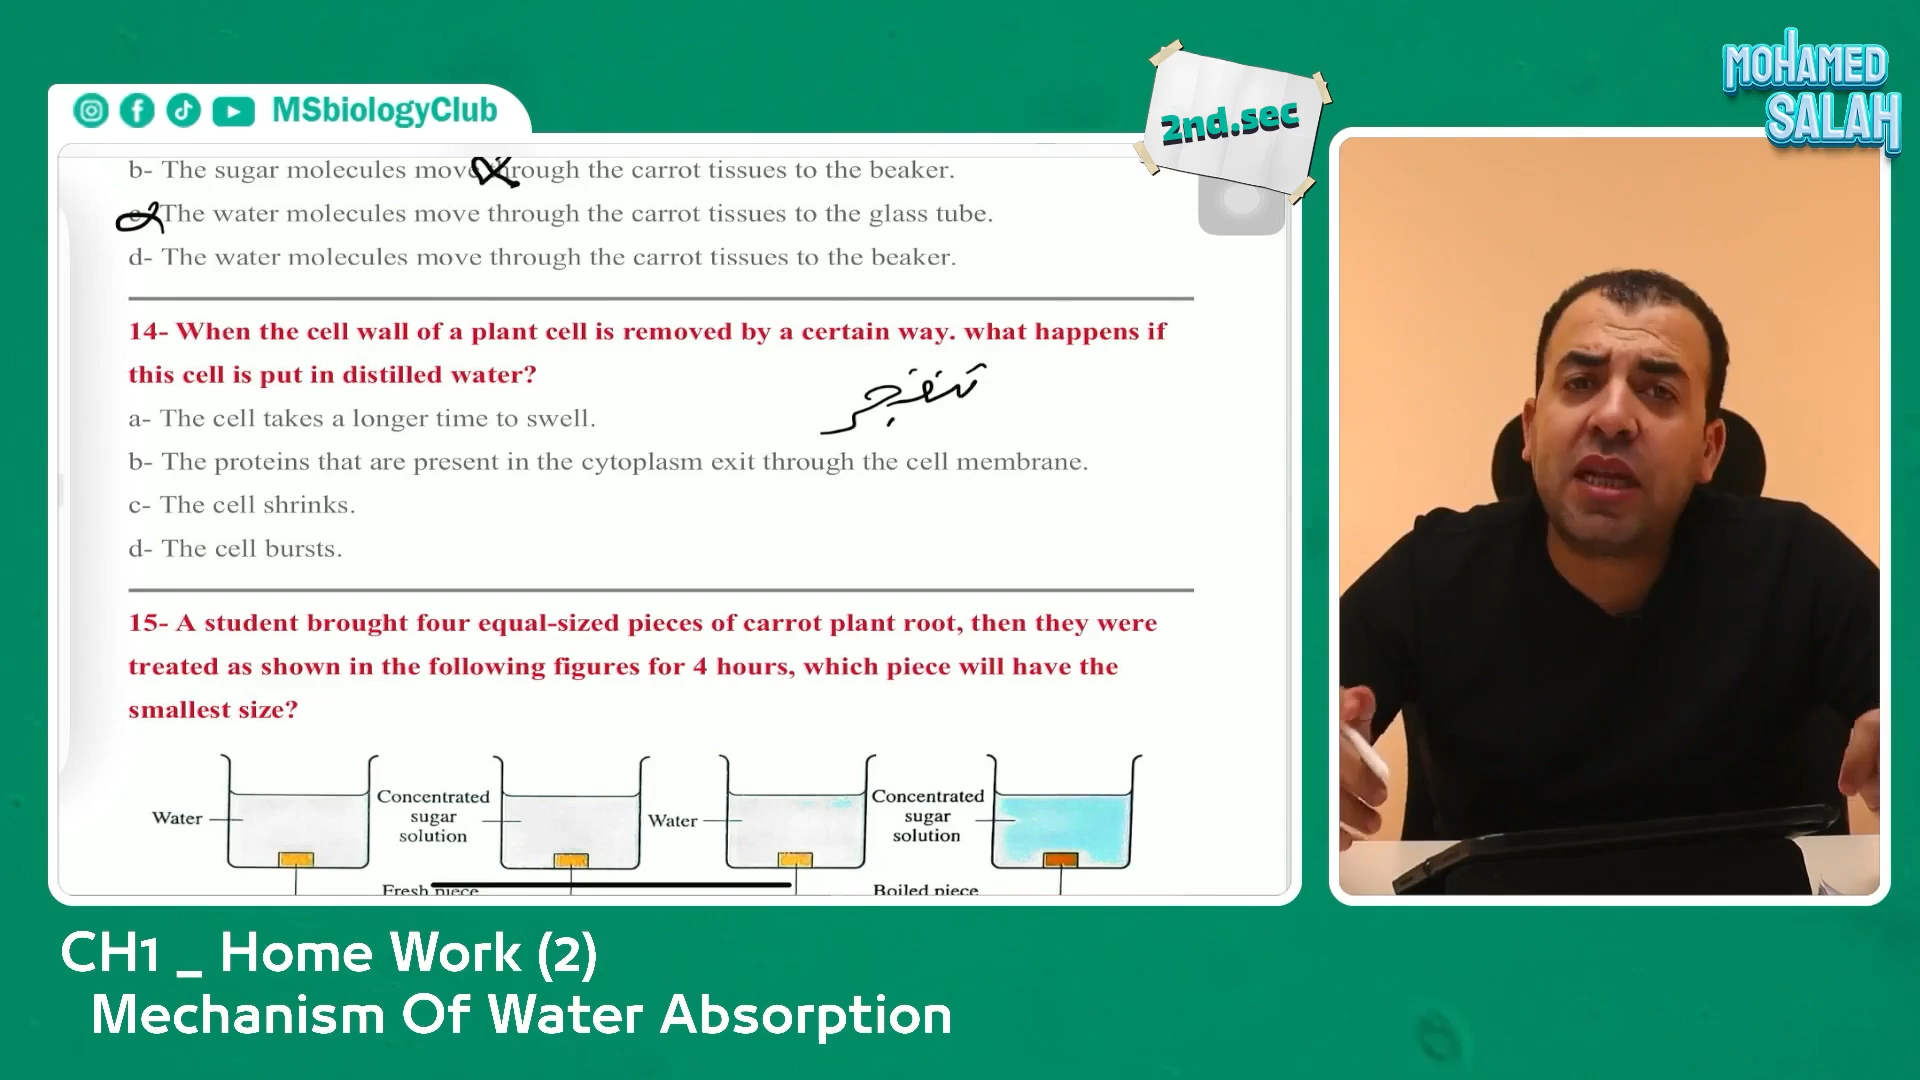 MOHAMED
SALAH
2nd.sec
MSbiologyClub
b- The sugar molecules move through the carrot tissues to the beaker.
The water molecules move through the carrot tissues to the glass tube.
d- The water molecules move through the carrot tissues to the beaker.
14- When the cell wall of a plant cell is removed by a certain way. what happens if
this cell is put in distilled water?
تنفجر
a- The cell takes a longer time to swell.
b- The proteins that are present in the cytoplasm exit through the cell membrane.
c- The cell shrinks.
d- The cell bursts.
15- A student brought four equal-sized pieces of carrot plant root, then they were
treated as shown in the following figures for 4 hours, which piece will have the
smallest size?
Water
Concentrated
sugar
solution
Water
Concentrated
sugar
solution
Fresh piece
Boiled piece
CH1 _ Home Work (2)
Mechanism Of Water Absorption